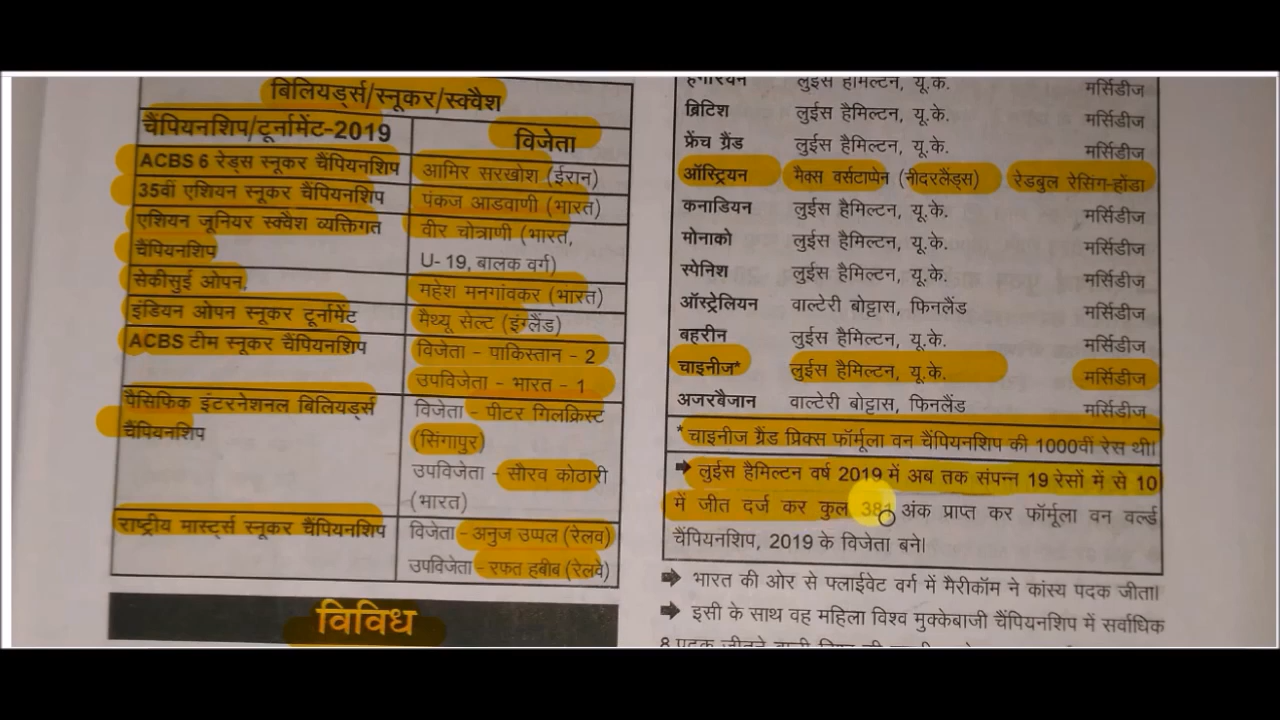 बिलियर्ड्स/स्नूकर/स्क्वैश
चैंपियनशिप/टूर्नामेंट-2019 विजेता
ACBS 6 रेड्स स्नूकर चैंपियनशिप आमिर सरखोश (ईरान)
35वीं एशियन स्नूकर चैंपियनशिप पंकज आडवाणी (भारत)
एशियन जूनियर स्क्वैश व्यक्तिगत वीर चोत्राणी (भारत,
चैंपियनशिप U-19, बालक वर्ग)
सेकीसुई ओपन, महेश मनगांवकर (भारत)
इंडियन ओपन स्नूकर टूर्नामेंट मैथ्यू सेल्ट (इंग्लैंड)
ACBS टीम स्नूकर चैंपियनशिप विजेता - पाकिस्तान - 2
उपविजेता - भारत - 1
पैसिफिक इंटरनेशनल बिलियर्ड्स विजेता - पीटर गिलक्रिस्ट
चैंपियनशिप (सिंगापुर)
उपविजेता - सौरव कोठारी
(भारत)
राष्ट्रीय मास्टर्स स्नूकर चैंपियनशिप विजेता - अनुज उप्पल (रेलवे)
उपविजेता - रफत हबीब (रेलवे)
विविध
हंगेरियन लुईस हैमिल्टन, यू.के. मर्सिडीज
ब्रिटिश लुईस हैमिल्टन, यू.के. मर्सिडीज
फ्रेंच ग्रैंड लुईस हैमिल्टन, यू.के. मर्सिडीज
ऑस्ट्रियन मैक्स वर्सटाप्पेन (नीदरलैंड्स) रेडबुल रेसिंग-होंडा
कनाडियन लुईस हैमिल्टन, यू.के. मर्सिडीज
मोनाको लुईस हैमिल्टन, यू.के. मर्सिडीज
स्पेनिश लुईस हैमिल्टन, यू.के. मर्सिडीज
ऑस्ट्रेलियन वाल्टेरी बोट्टास, फिनलैंड मर्सिडीज
बहरीन लुईस हैमिल्टन, यू.के. मर्सिडीज
चाइनीज* लुईस हैमिल्टन, यू.के. मर्सिडीज
अजरबैजान वाल्टेरी बोट्टास, फिनलैंड मर्सिडीज
*चाइनीज ग्रैंड प्रिक्स फॉर्मूला वन चैंपियनशिप की 1000वीं रेस थी।
➡ लुईस हैमिल्टन वर्ष 2019 में अब तक संपन्न 19 रेसों में से 10
में जीत दर्ज कर कुल 381 अंक प्राप्त कर फॉर्मूला वन वर्ल्ड
चैंपियनशिप, 2019 के विजेता बने।
➡ भारत की ओर से फ्लाईवेट वर्ग में मैरीकॉम ने कांस्य पदक जीता।
➡ इसी के साथ वह महिला विश्व मुक्केबाजी चैंपियनशिप में सर्वाधिक